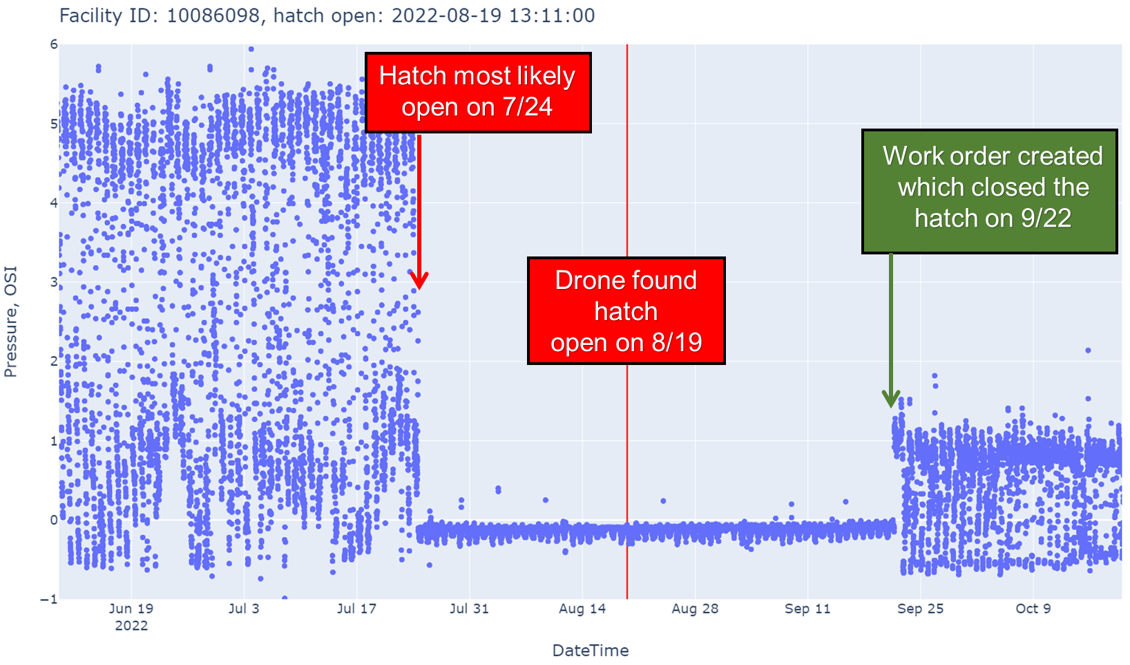 Facility ID: 10086098, hatch open: 2022-08-19 13:11:00
6
5
4
3
2
1
0
−1
Pressure, OSI
Hatch most likely
open on 7/24
Drone found
hatch
open on 8/19
Work order created
which closed the
hatch on 9/22
Jun 19
2022
Jul 3
Jul 17
Jul 31
Aug 14
Aug 28
Sep 11
Sep 25
Oct 9
DateTime